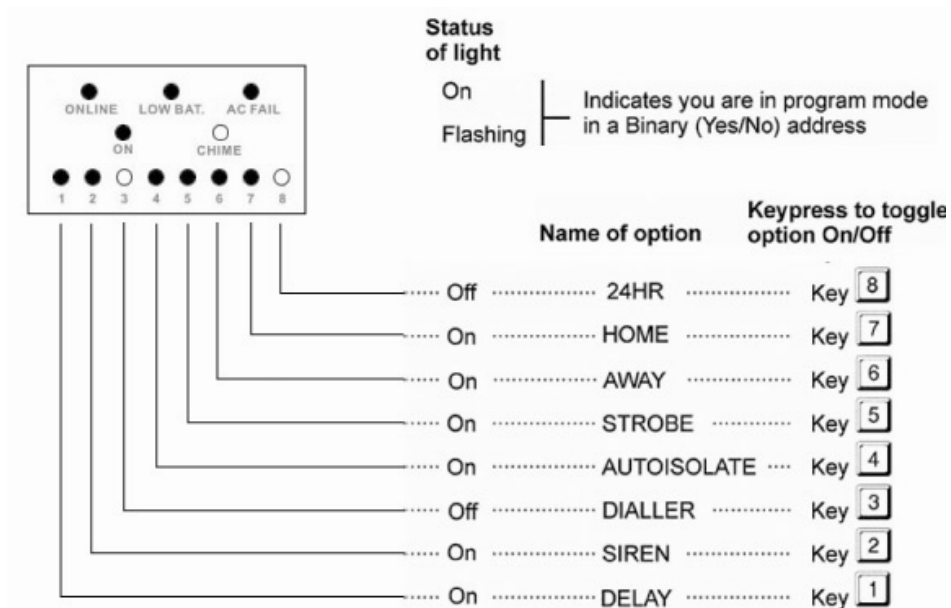 Status
of light
On
Flashing
Indicates you are in program mode
in a Binary (Yes/No) address
ONLINE LOW BAT. AC FAIL
ON CHIME
1 2 3 4 5 6 7 8
Name of option
Keypress to toggle
option On/Off
Off 24HR Key 8
On HOME Key 7
On AWAY Key 6
On STROBE Key 5
On AUTOISOLATE Key 4
Off DIALLER Key 3
On SIREN Key 2
On DELAY Key 1